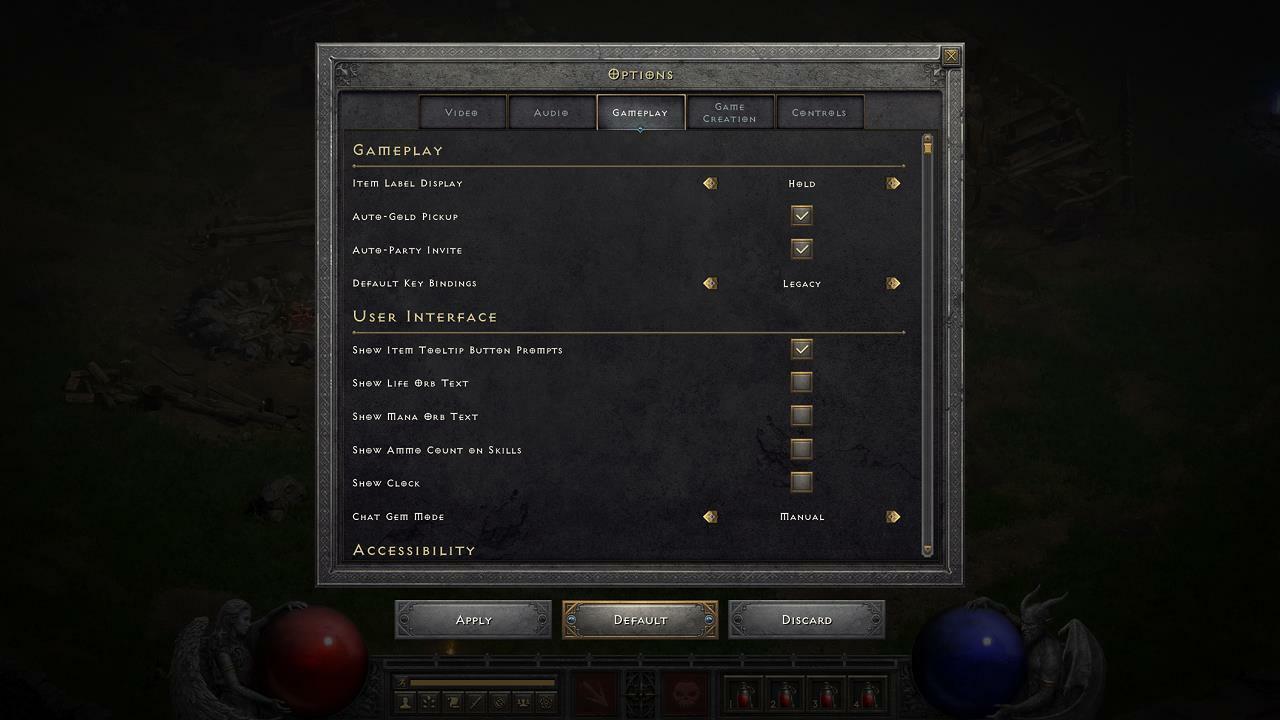 Options
Video
Audio
Gameplay
Game
Creation
Controls
Gameplay
Item Label Display
Hold
Auto-Gold Pickup
Auto-Party Invite
Default Key Bindings
Legacy
User Interface
Show Item Tooltip Button Prompts
Show Life Orb Text
Show Mana Orb Text
Show Ammo Count on Skills
Show Clock
Chat Gem Mode
Manual
Accessibility
Apply
Default
Discard
1
2
3
4